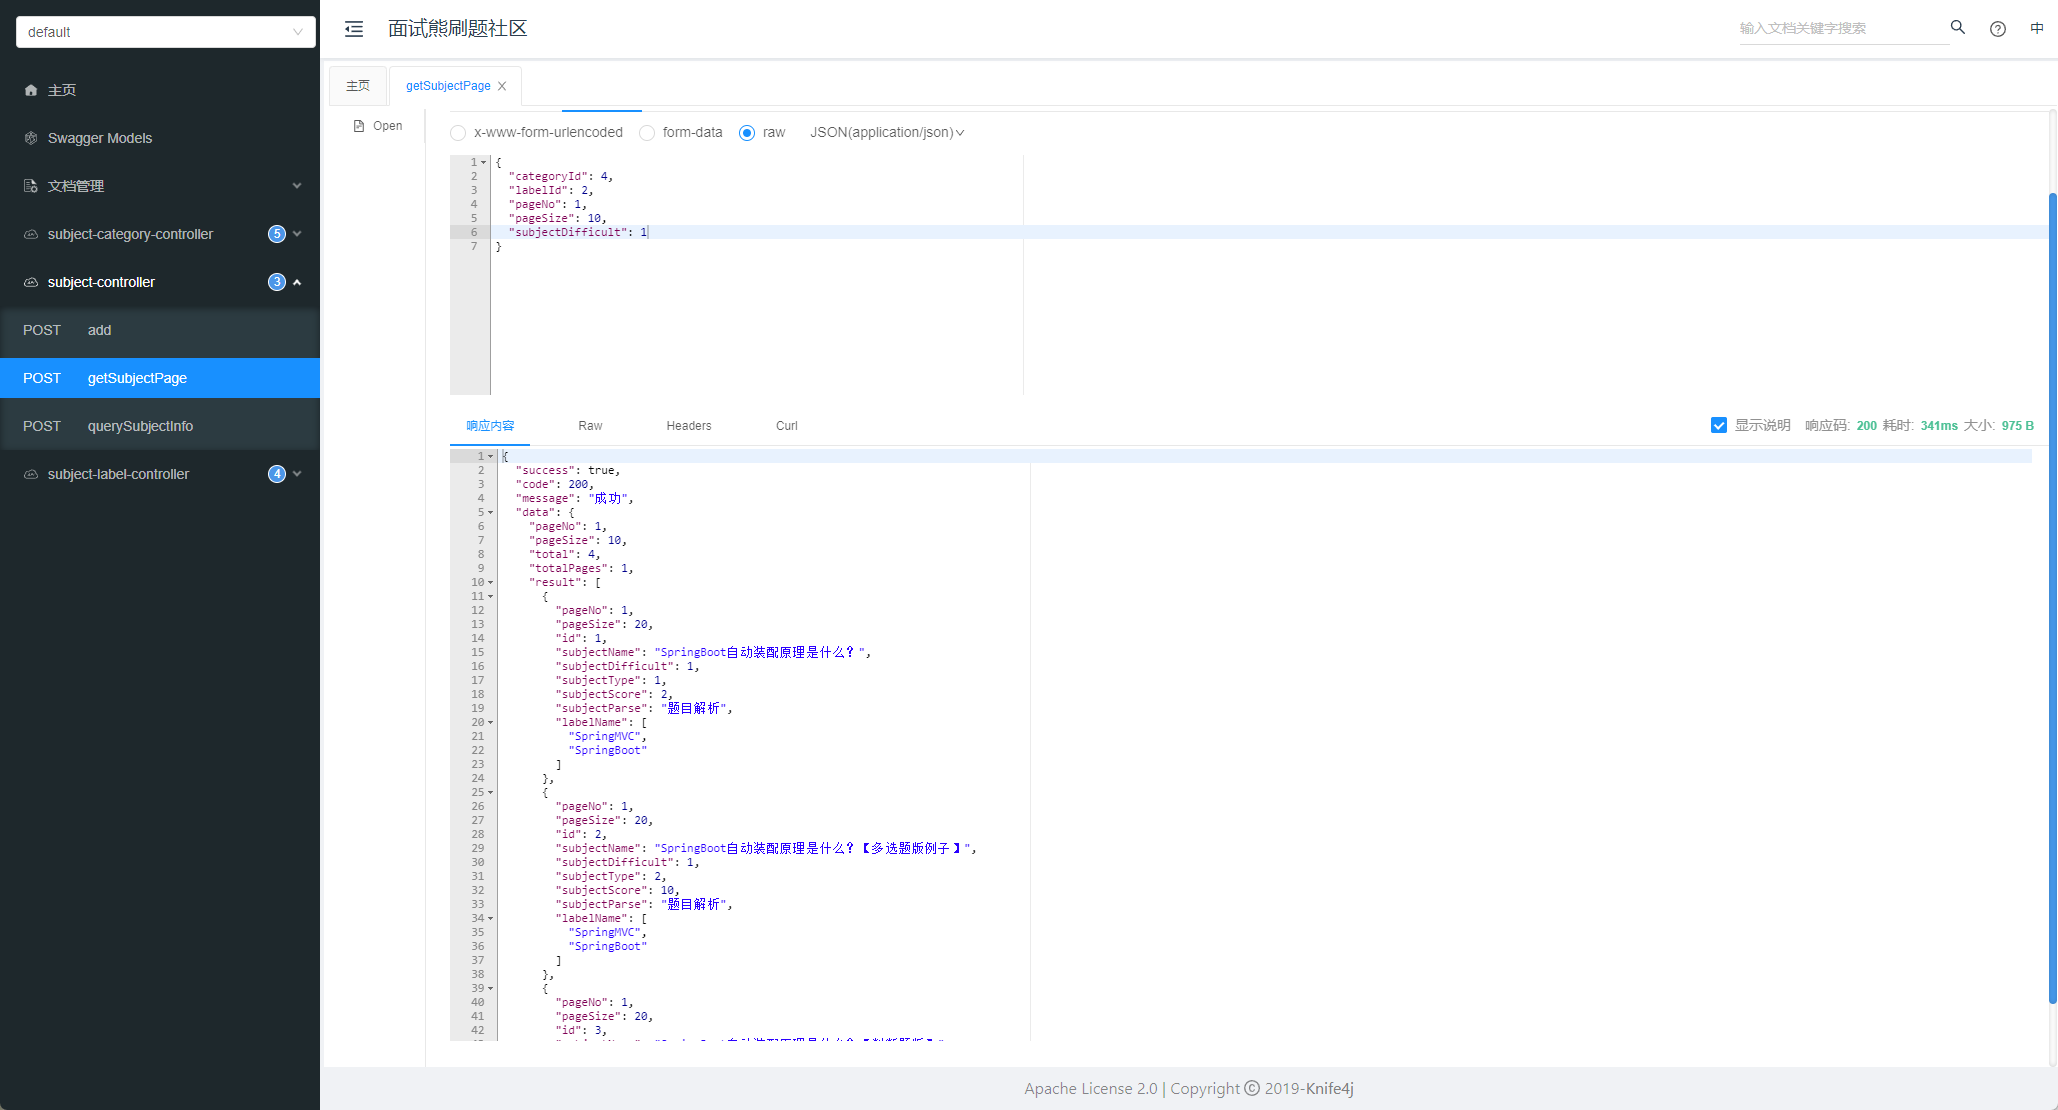 default
主页
Swagger Models
文档管理
subject-category-controller 5
subject-controller 3
POST add
POST getSubjectPage
POST querySubjectInfo
subject-label-controller 4
面试熊刷题社区
输入文档关键字搜索
中
主页
getSubjectPage
Open
x-www-form-urlencoded form-data raw JSON(application/json)
1 {
2 "categoryId": 4,
3 "labelId": 2,
4 "pageNo": 1,
5 "pageSize": 10,
6 "subjectDifficult": 1
7 }
响应内容 Raw Headers Curl
显示说明 响应码: 200 耗时: 341ms 大小: 975 B
1 {
2 "success": true,
3 "code": 200,
4 "message": "成功",
5 "data": {
6 "pageNo": 1,
7 "pageSize": 10,
8 "total": 4,
9 "totalPages": 1,
10 "result": [
11 {
12 "pageNo": 1,
13 "pageSize": 20,
14 "id": 1,
15 "subjectName": "SpringBoot自动装配原理是什么？",
16 "subjectDifficult": 1,
17 "subjectType": 1,
18 "subjectScore": 2,
19 "subjectParse": "题目解析",
20 "labelName": [
21 "SpringMVC",
22 "SpringBoot"
23 ]
24 },
25 {
26 "pageNo": 1,
27 "pageSize": 20,
28 "id": 2,
29 "subjectName": "SpringBoot自动装配原理是什么？【多选题版例子】",
30 "subjectDifficult": 1,
31 "subjectType": 2,
32 "subjectScore": 10,
33 "subjectParse": "题目解析",
34 "labelName": [
35 "SpringMVC",
36 "SpringBoot"
37 ]
38 },
39 {
40 "pageNo": 1,
41 "pageSize": 20,
42 "id": 3,
Apache License 2.0 | Copyright © 2019-Knife4j